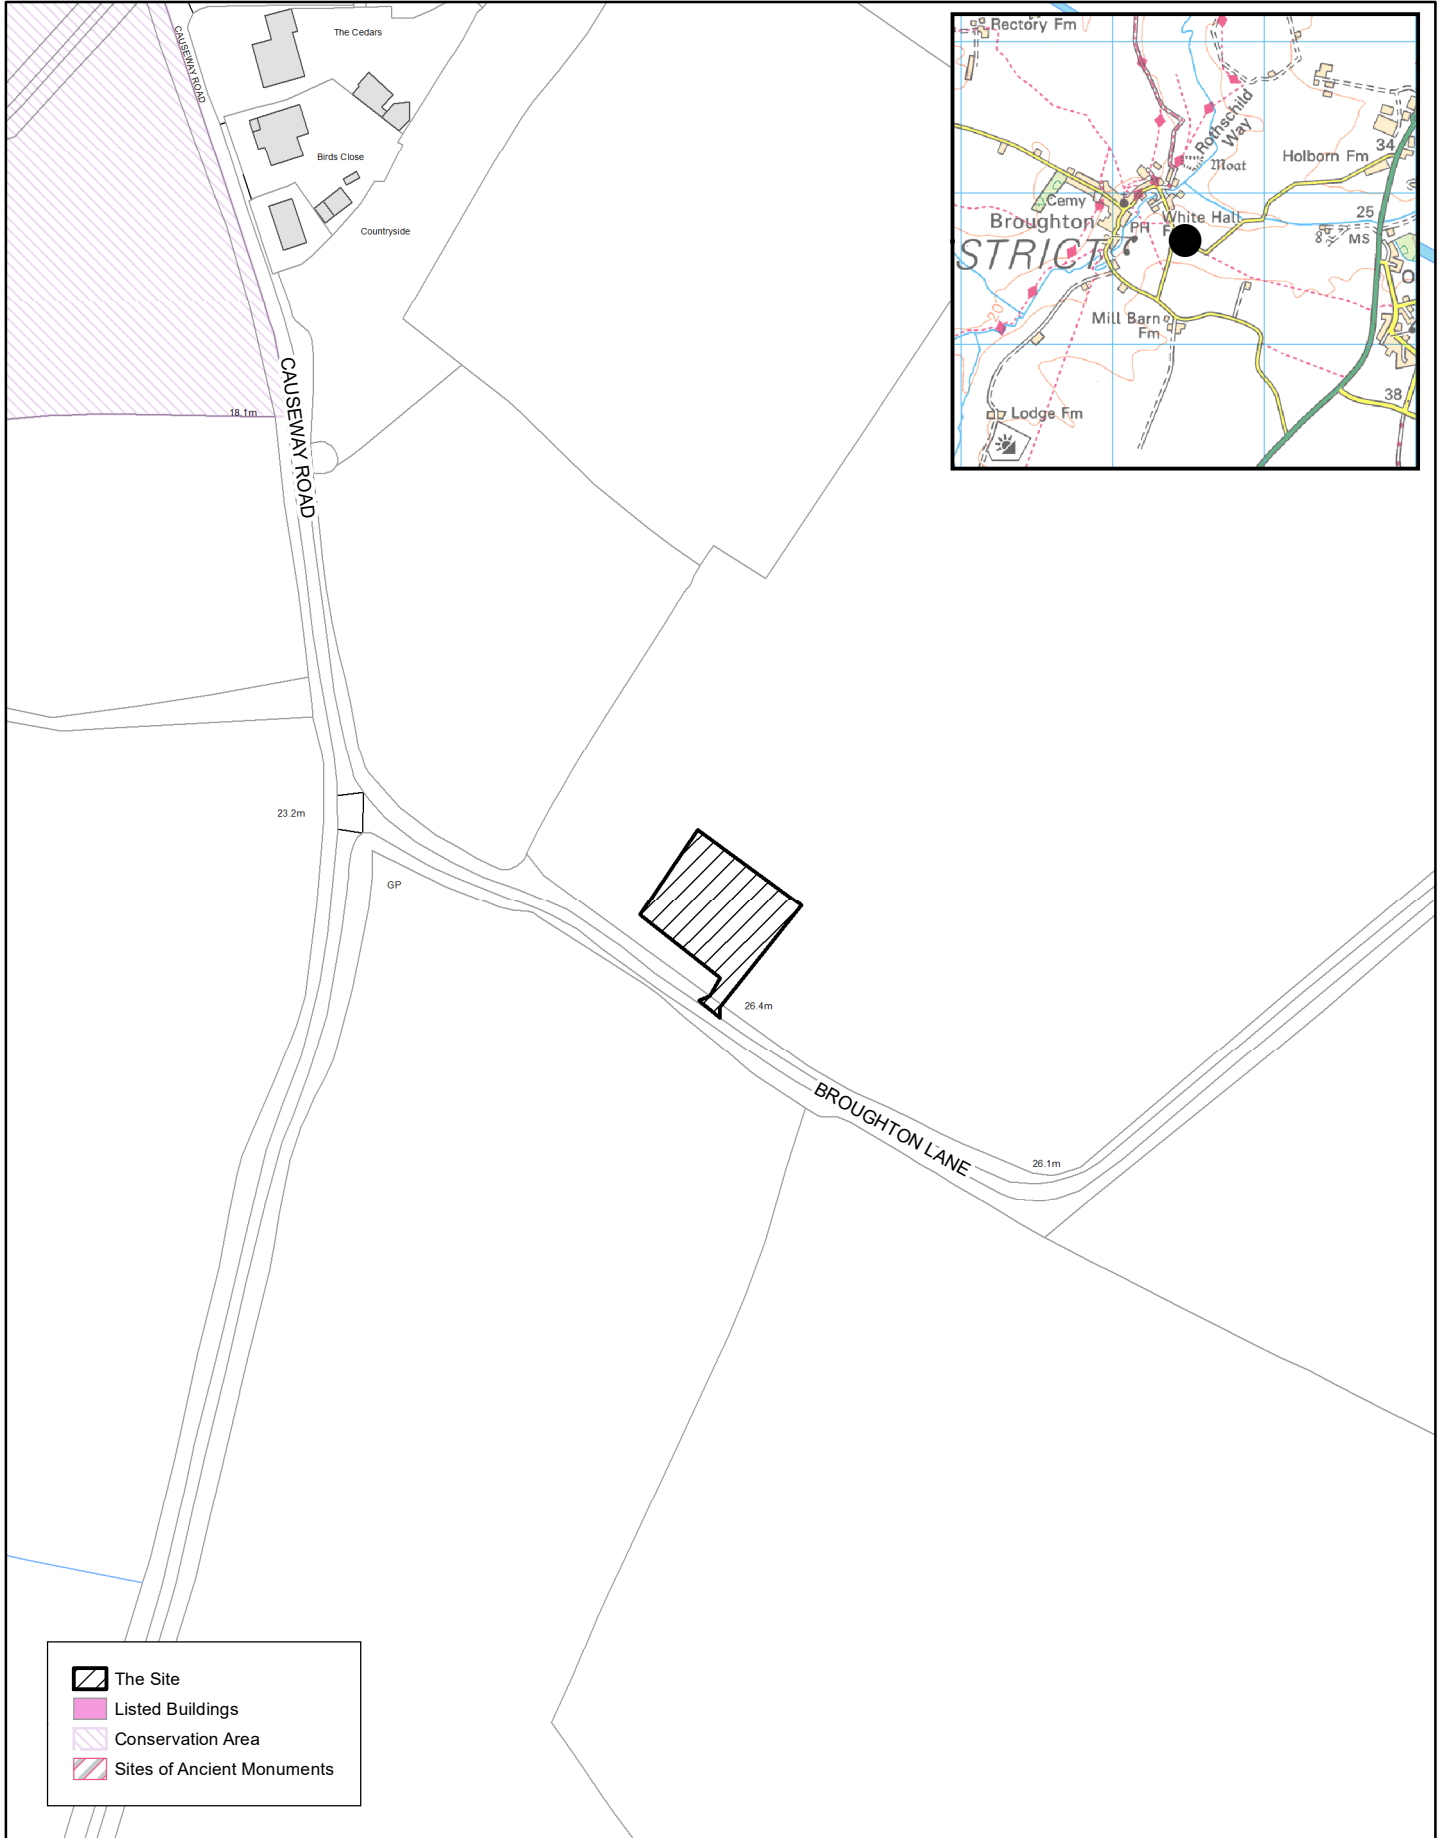 The Cedars
CAUSEWAY ROAD
Birds Close
Countryside
18.1m
CAUSEWAY ROAD
23.2m
GP
26.4m
BROUGHTON LANE
26.1m
Rectory Fm
Rothschild
Way
Moat
Holborn Fm
34
Cemy
Broughton
PH
White Hall
F
25
MS
STRICT
O
20
Mill Barn
Fm
38
Lodge Fm
The Site
Listed Buildings
Conservation Area
Sites of Ancient Monuments